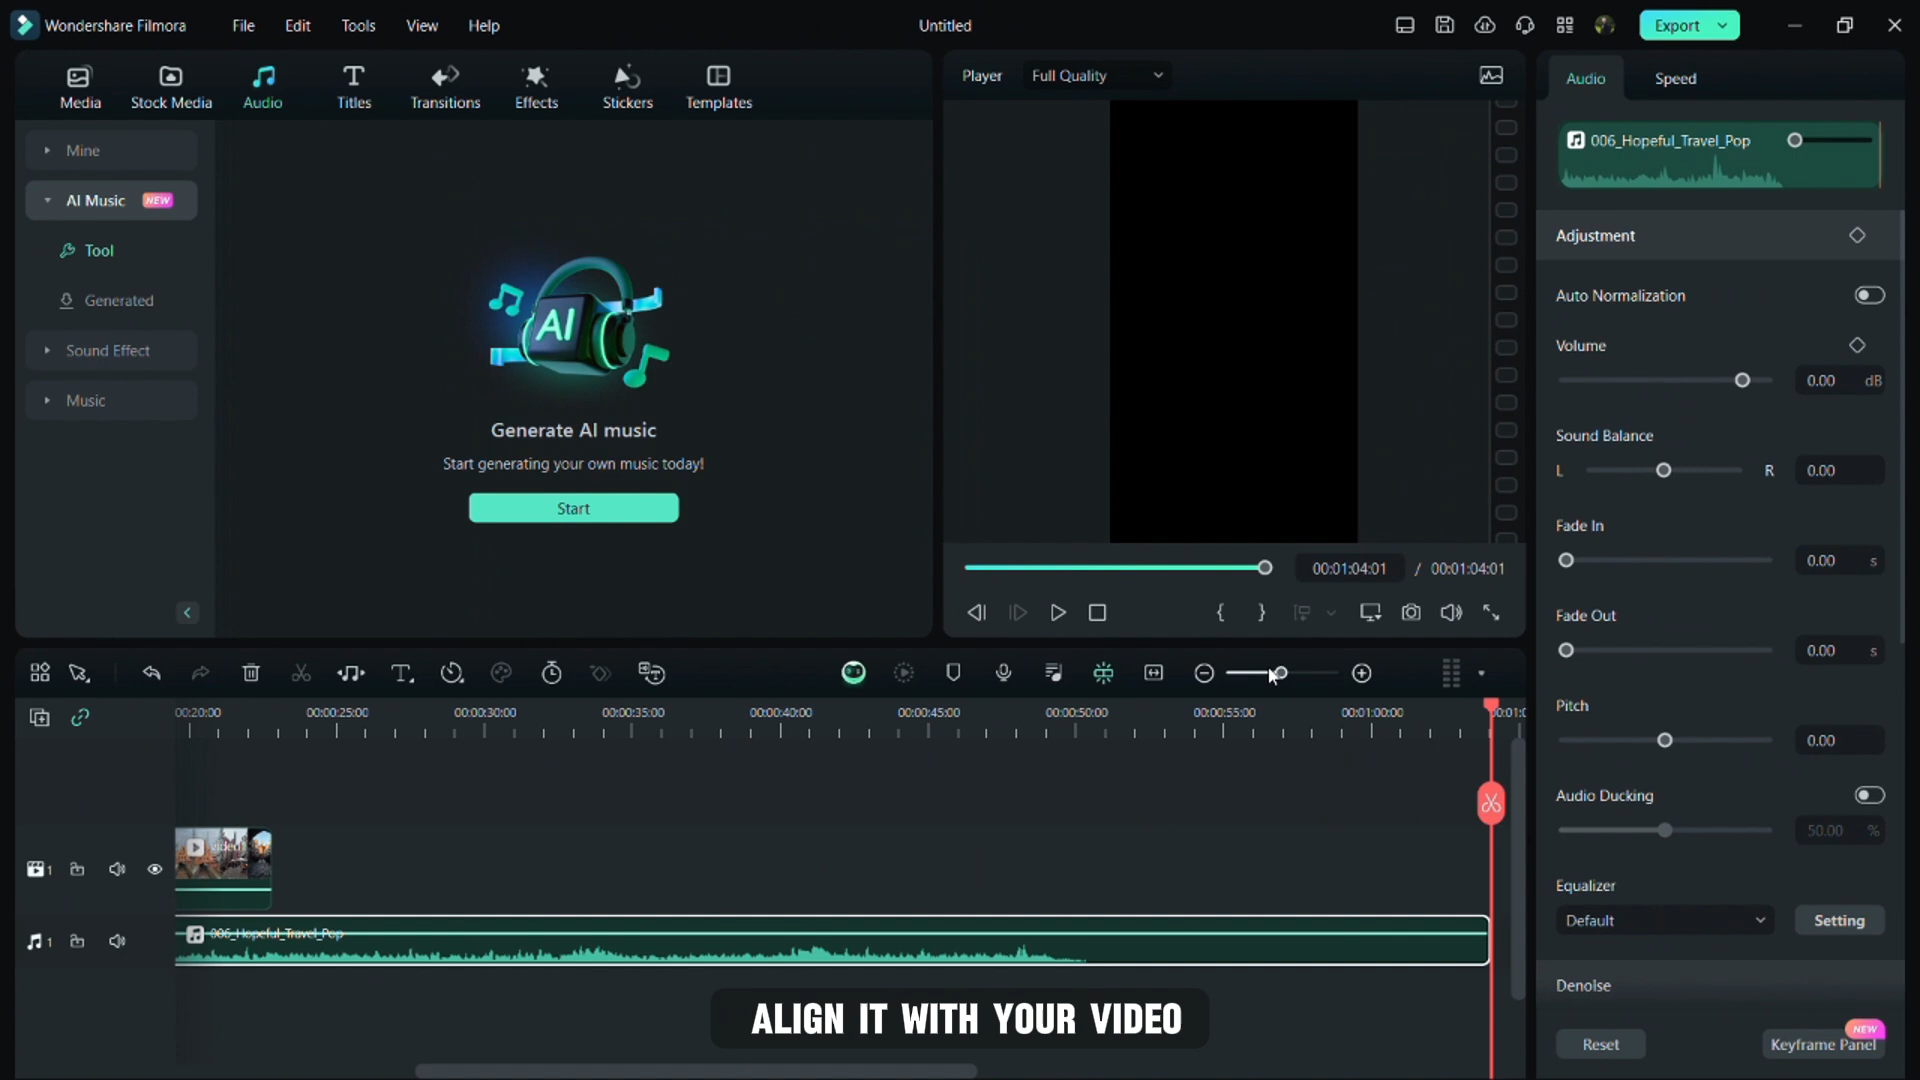 Wondershare Filmora
File
Edit
Tools
View
Help
Untitled
Export
Media
Stock Media
Audio
Titles
Transitions
Effects
Stickers
Templates
Player
Full Quality
Audio
Speed
Mine
AI Music
NEW
Tool
Generated
Sound Effect
Music
AI
Generate AI music
Start generating your own music today!
Start
00:01:04:01 / 00:01:04:01
006_Hopeful_Travel_Pop
Adjustment
Auto Normalization
Volume
0.00 dB
Sound Balance
L R 0.00
Fade In
0.00 s
Fade Out
0.00 s
Pitch
0.00
Audio Ducking
50.00 %
Equalizer
Default
Setting
Denoise
Reset
NEW
Keyframe Panel
00:20:00
00:00:25:00
00:00:30:00
00:00:35:00
00:00:40:00
00:00:45:00
00:00:50:00
00:00:55:00
00:01:00:00
1
video
1
006_Hopeful_Travel_Pop
ALIGN IT WITH YOUR VIDEO